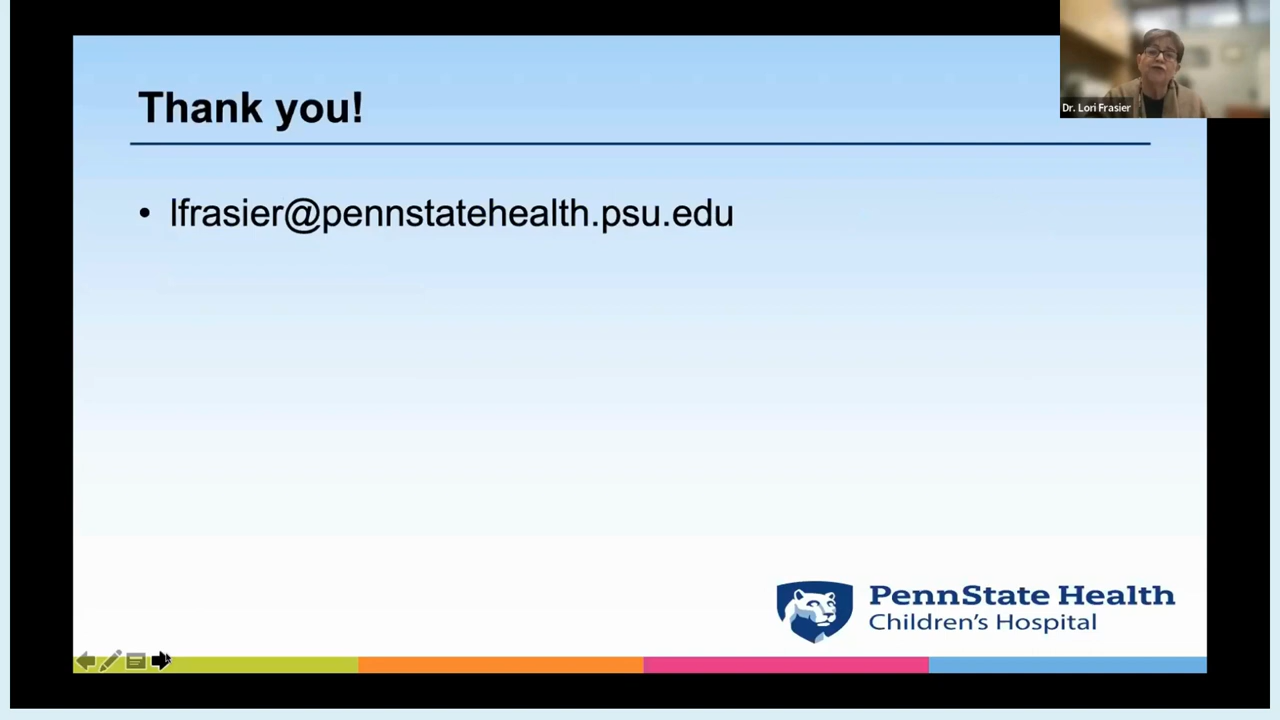 Thank you!
Dr. Lori Frasier
• lfrasier@pennstatehealth.psu.edu
PennState Health
Children's Hospital